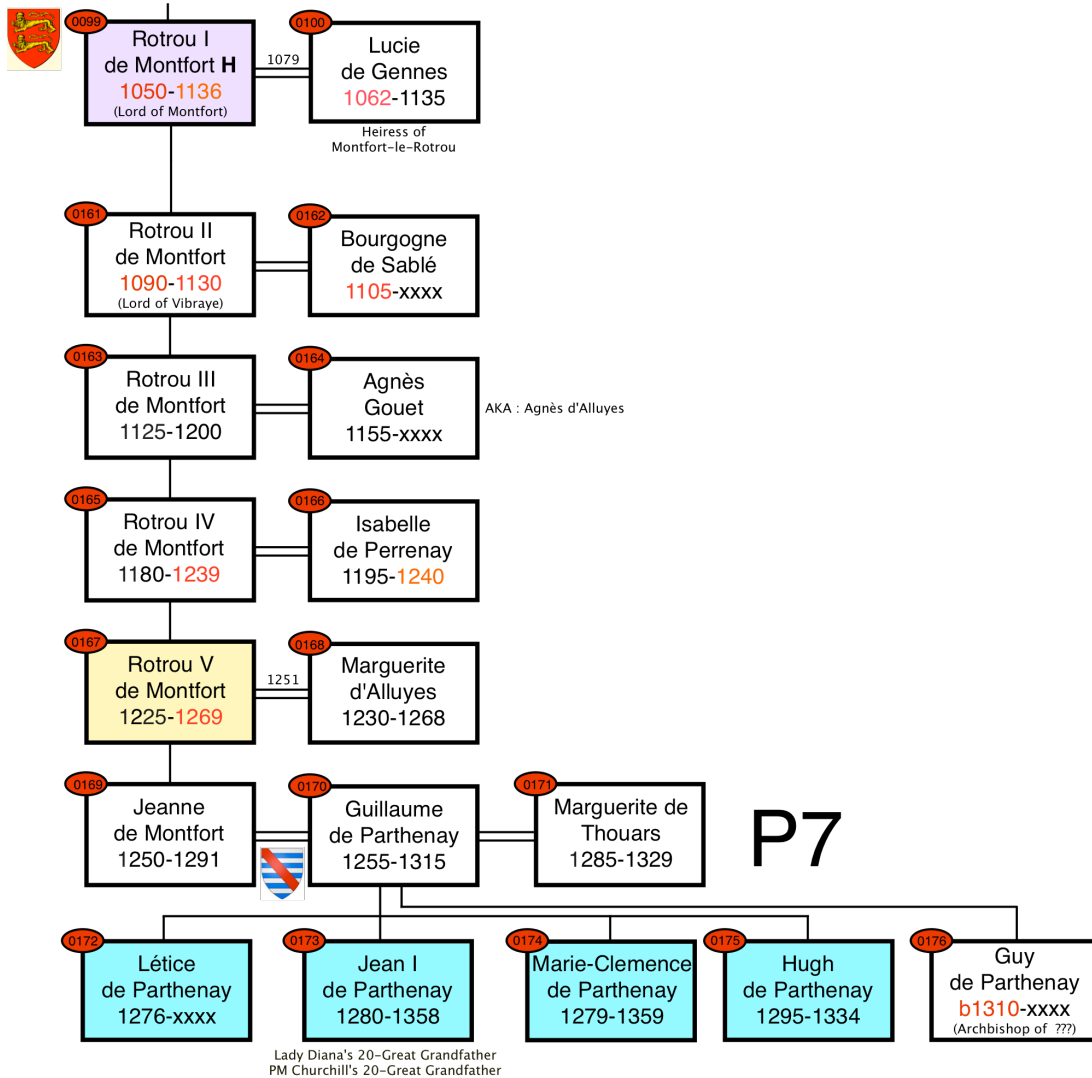 0099
Rotrou I
de Montfort H
1050-1136
(Lord of Montfort)
1079
0100
Lucie
de Gennes
1062-1135
Heiress of
Montfort-le-Rotrou
0161
Rotrou II
de Montfort
1090-1130
(Lord of Vibraye)
0162
Bourgogne
de Sablé
1105-xxxx
0163
Rotrou III
de Montfort
1125-1200
0164
Agnès
Gouet
1155-xxxx
AKA : Agnès d'Alluyes
0165
Rotrou IV
de Montfort
1180-1239
0166
Isabelle
de Perrenay
1195-1240
0167
Rotrou V
de Montfort
1225-1269
1251
0168
Marguerite
d'Alluyes
1230-1268
0169
Jeanne
de Montfort
1250-1291
0170
Guillaume
de Parthenay
1255-1315
0171
Marguerite de
Thouars
1285-1329
P7
0172
Létice
de Parthenay
1276-xxxx
0173
Jean I
de Parthenay
1280-1358
Lady Diana's 20-Great Grandfather
PM Churchill's 20-Great Grandfather
0174
Marie-Clemence
de Parthenay
1279-1359
0175
Hugh
de Parthenay
1295-1334
0176
Guy
de Parthenay
b1310-xxxx
(Archbishop of ???)